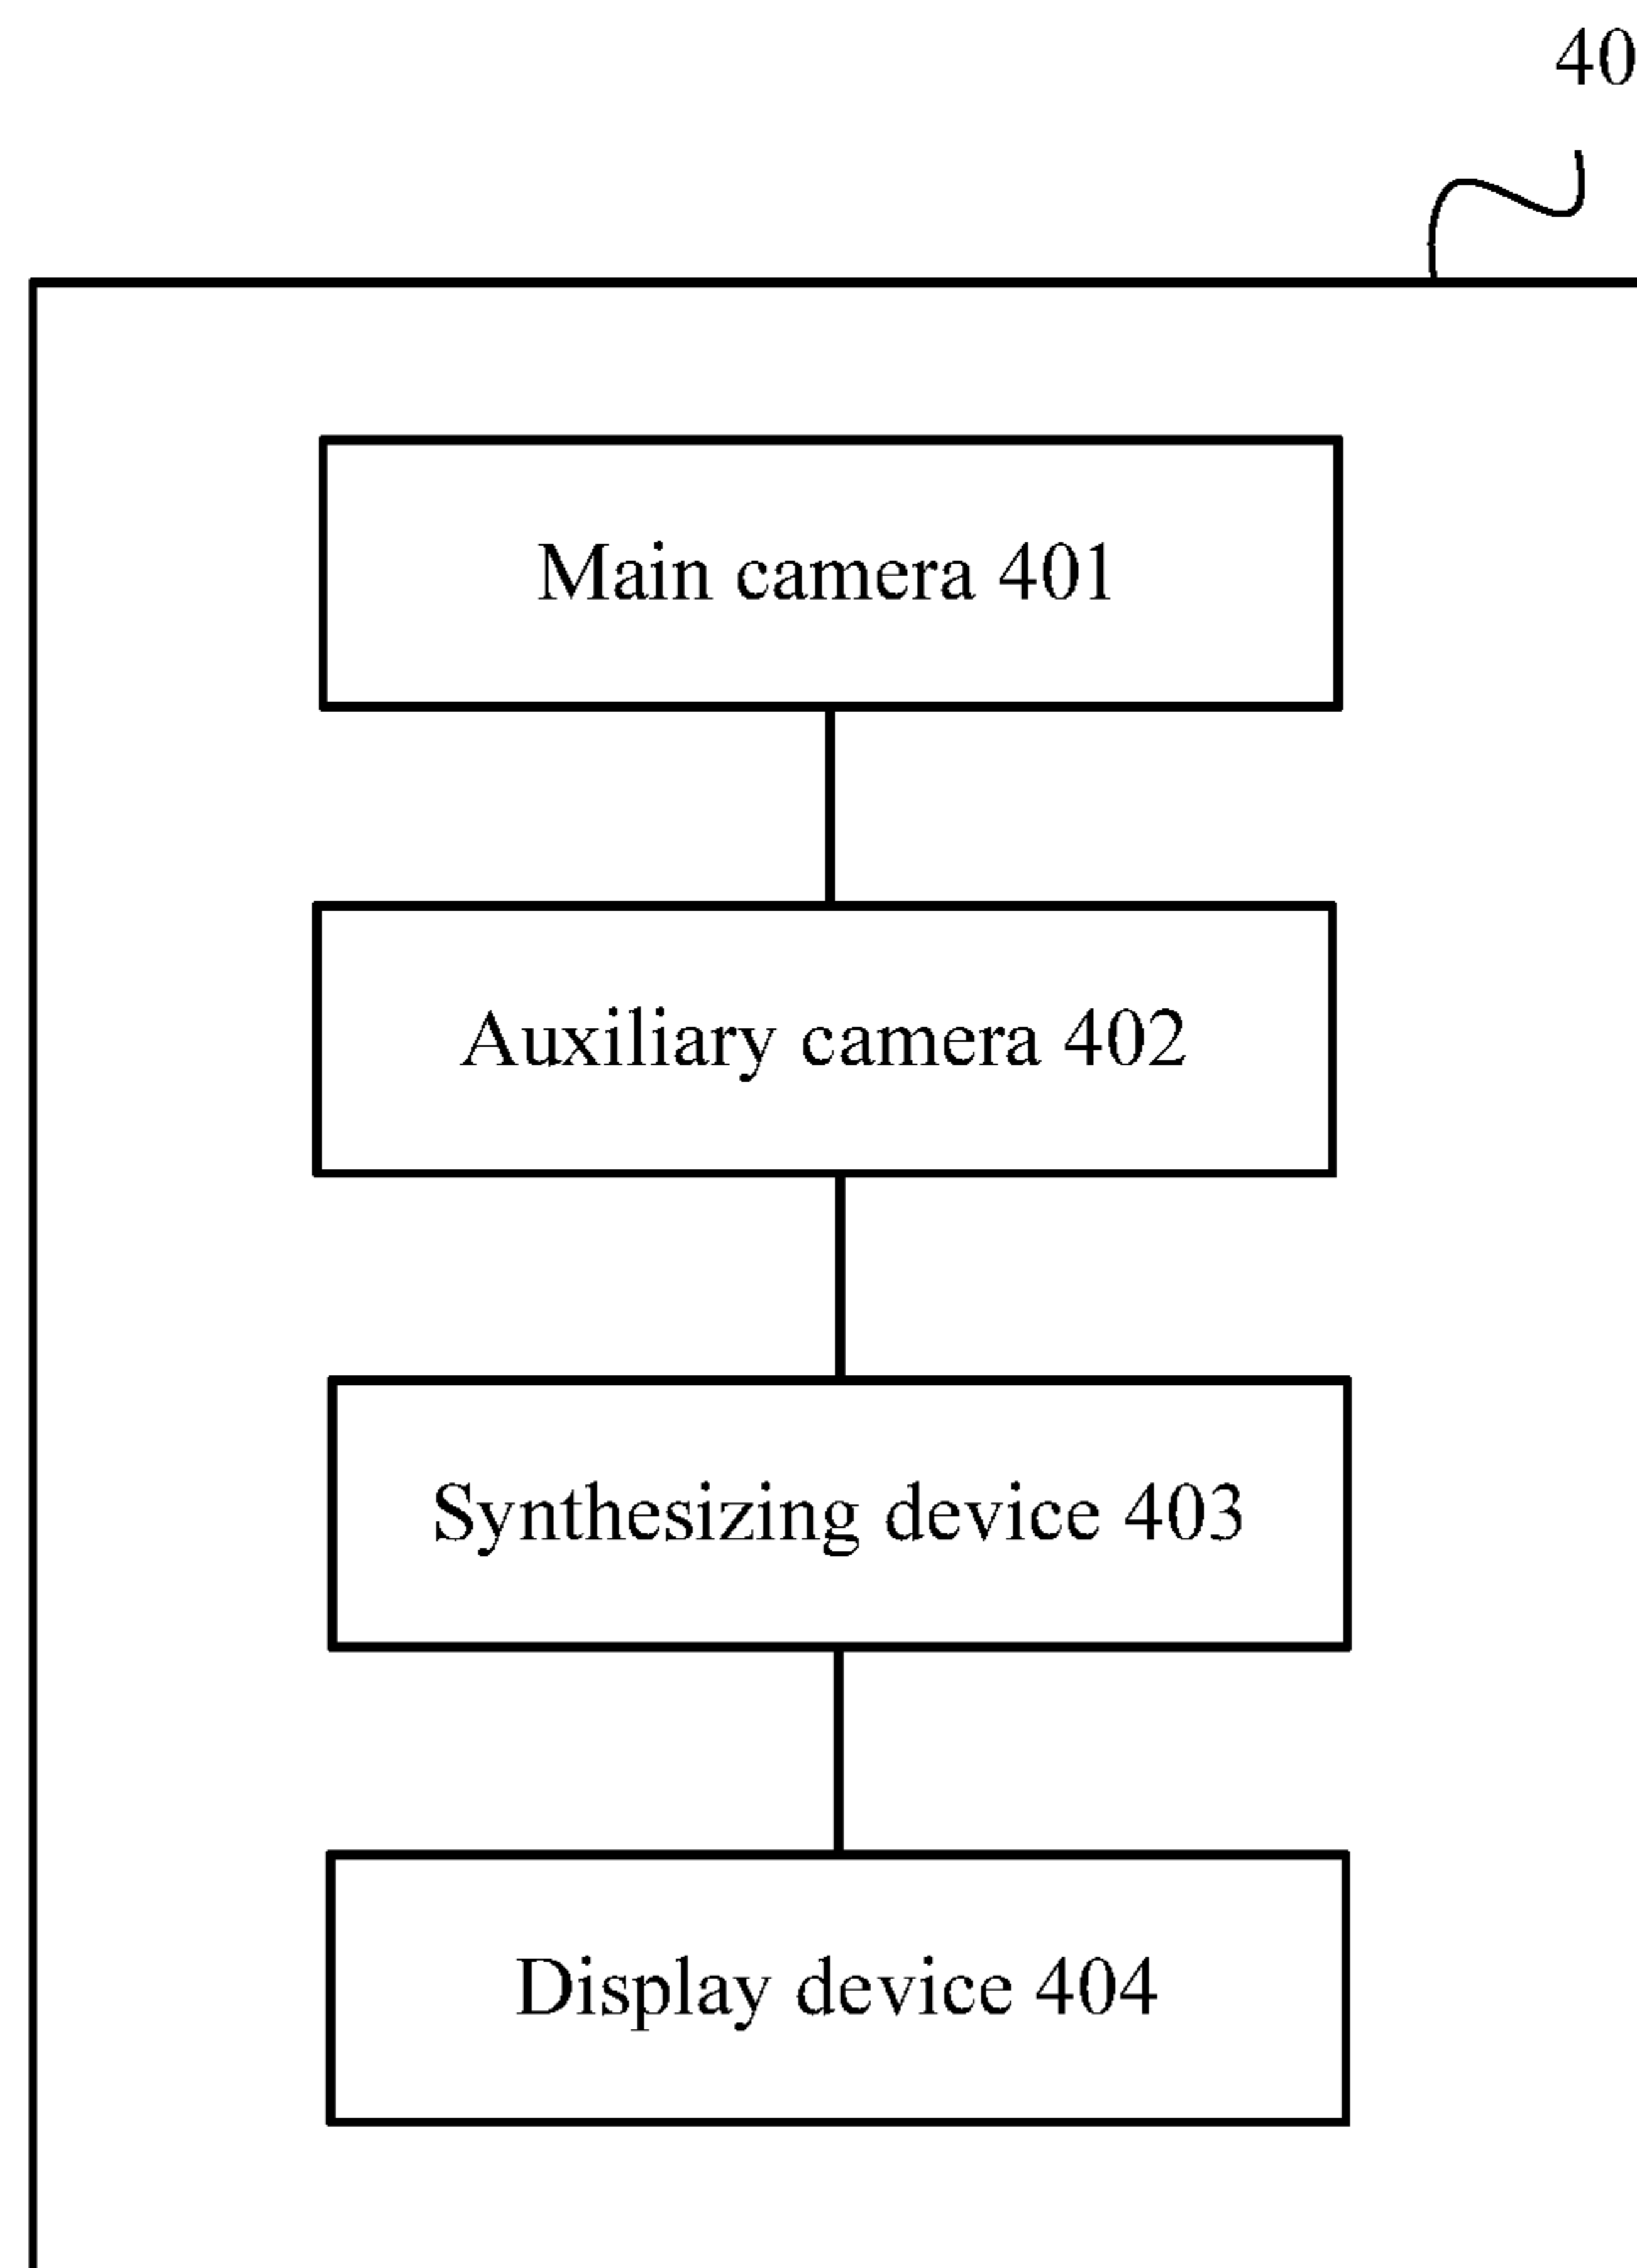 40
Main camera 401
Auxiliary camera 402
Synthesizing device 403
Display device 404